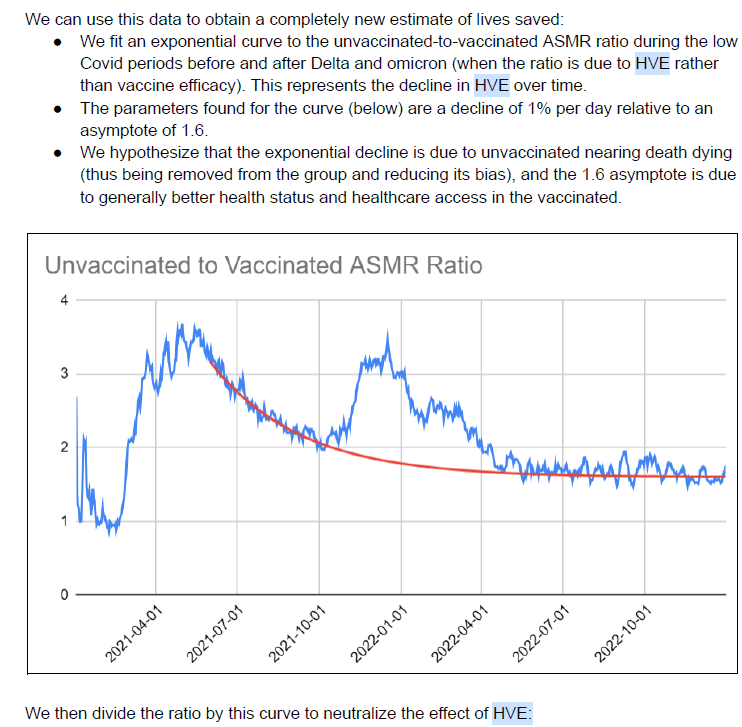 We can use this data to obtain a completely new estimate of lives saved:
● We fit an exponential curve to the unvaccinated-to-vaccinated ASMR ratio during the low
Covid periods before and after Delta and omicron (when the ratio is due to HVE rather
than vaccine efficacy). This represents the decline in HVE over time.
● The parameters found for the curve (below) are a decline of 1% per day relative to an
asymptote of 1.6.
● We hypothesize that the exponential decline is due to unvaccinated nearing death dying
(thus being removed from the group and reducing its bias), and the 1.6 asymptote is due
to generally better health status and healthcare access in the vaccinated.
Unvaccinated to Vaccinated ASMR Ratio
4
3
2
1
0
2021-04-01
2021-07-01
2021-10-01
2022-01-01
2022-04-01
2022-07-01
2022-10-01
We then divide the ratio by this curve to neutralize the effect of HVE: